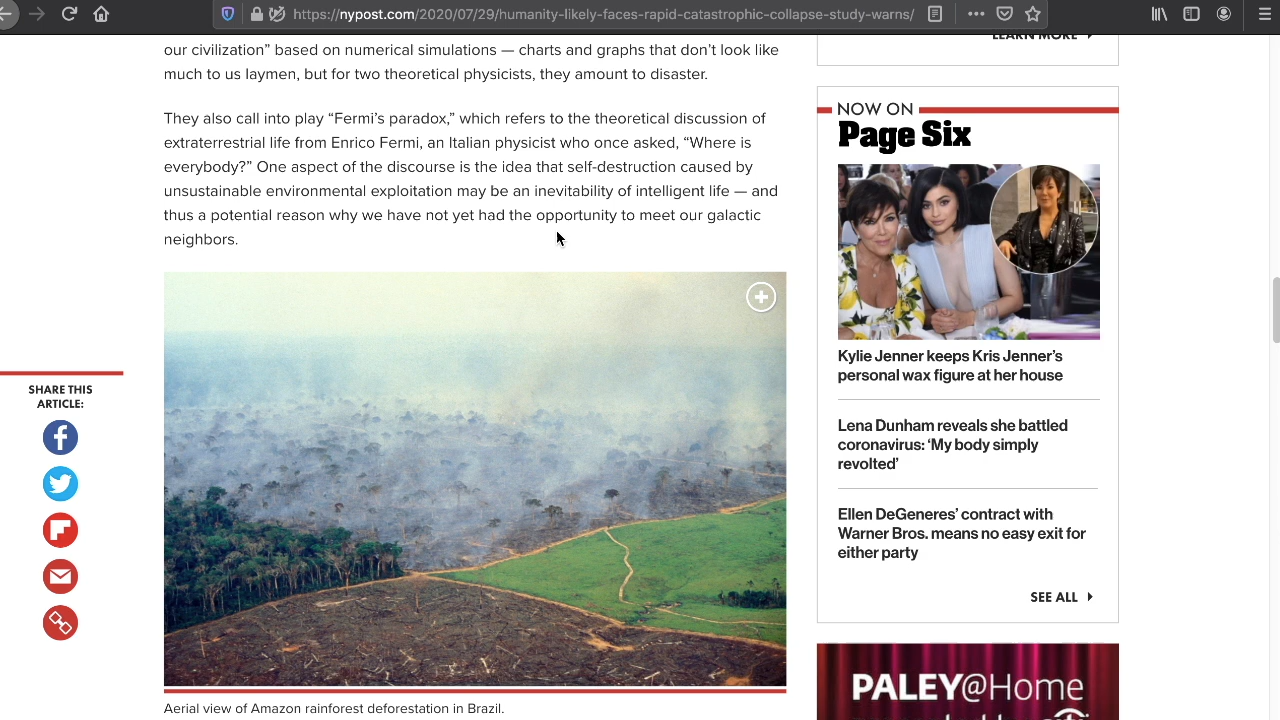 https://nypost.com/2020/07/29/humanity-likely-faces-rapid-catastrophic-collapse-study-warns/
our civilization” based on numerical simulations — charts and graphs that don’t look like
much to us laymen, but for two theoretical physicists, they amount to disaster.
They also call into play “Fermi’s paradox,” which refers to the theoretical discussion of
extraterrestrial life from Enrico Fermi, an Italian physicist who once asked, “Where is
everybody?” One aspect of the discourse is the idea that self-destruction caused by
unsustainable environmental exploitation may be an inevitability of intelligent life — and
thus a potential reason why we have not yet had the opportunity to meet our galactic
neighbors.
SHARE THIS
ARTICLE:
Aerial view of Amazon rainforest deforestation in Brazil.
LEARN MORE
NOW ON
Page Six
Kylie Jenner keeps Kris Jenner’s
personal wax figure at her house
Lena Dunham reveals she battled
coronavirus: ‘My body simply
revolted’
Ellen DeGeneres’ contract with
Warner Bros. means no easy exit for
either party
SEE ALL
PALEY@Home